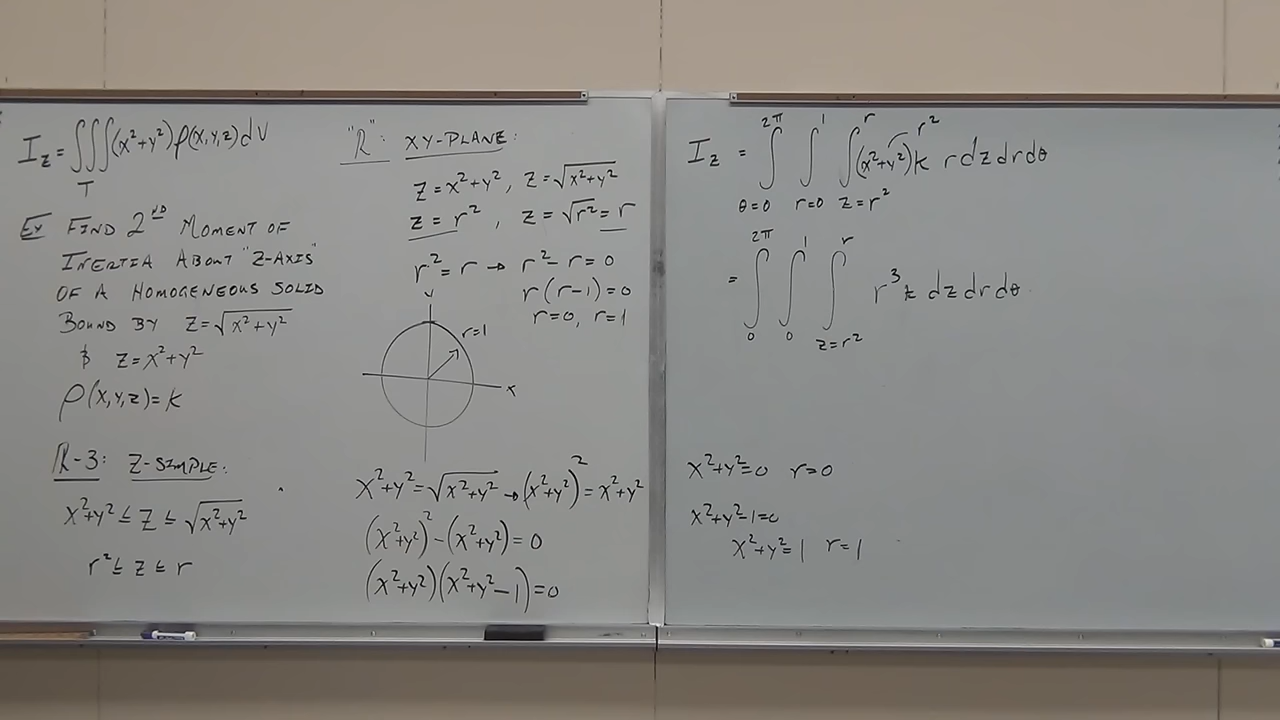 I_z = ∭(x²+y²)ρ(x,y,z)dV
T
Ex FIND 2ND MOMENT OF
INERTIA ABOUT "Z-AXIS"
OF A HOMOGENEOUS SOLID
BOUND BY z=√(x²+y²)
& z=x²+y²
ρ(x,y,z)=k
R-3: Z-SIMPLE:
x²+y² ≤ z ≤ √(x²+y²)
r² ≤ z ≤ r
"R": XY-PLANE:
z=x²+y², z=√(x²+y²)
z=r², z=√r²=r
r²=r → r²-r=0
r(r-1)=0
r=0, r=1
y
r=1
x
x²+y²=√(x²+y²) → (x²+y²)²=x²+y²
(x²+y²)²-(x²+y²)=0
(x²+y²)(x²+y²-1)=0
2π 1 r r²
I_z = ∫ ∫ ∫(x²+y²)k r dz dr dθ
θ=0 r=0 z=r²
2π 1 r
= ∫ ∫ ∫ r³k dz dr dθ
0 0 z=r²
x²+y²=0 r=0
x²+y²-1=0
x²+y²=1 r=1